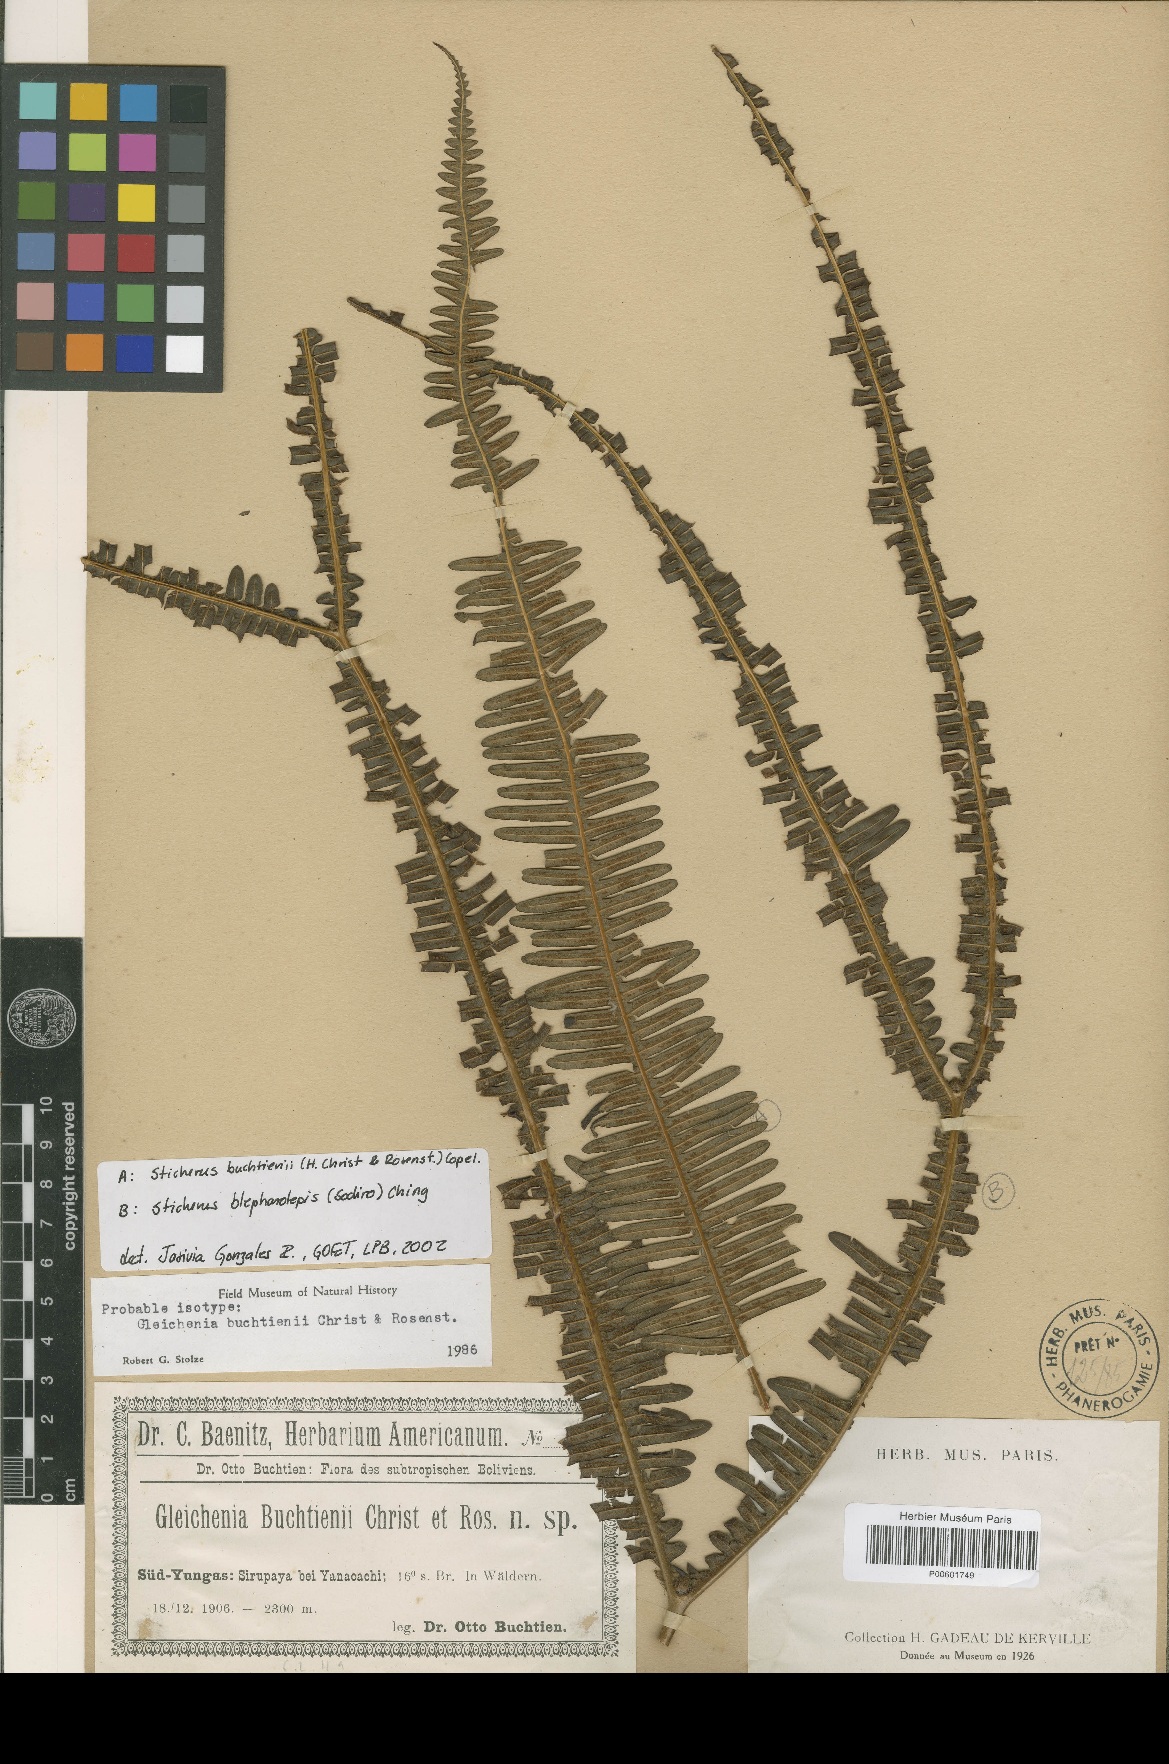 copyright reserved
0 1 2 3 4 5 6 7 8 9 10
cm
A: Sticherus buchtienii (H. Christ & Rosenst.) Copel.
B: Sticherus blepharolepis (Sodiro) Ching
det. Jasivia Gonzales R., GOET, LPB, 2002
Field Museum of Natural History
Probable isotype:
Gleichenia buchtienii Christ & Rosenst.
1986
Robert G. Stolze
Dr. C. Baenitz, Herbarium Americanum. No
Dr. Otto Buchtien: Flora des subtropischen Boliviens.
Gleichenia Buchtienii Christ et Ros. n. sp.
Süd-Yungas: Sirupaya bei Yanacachi; 16⁰ s. Br. In Wäldern.
18./12. 1906. — 2300 m.
leg. Dr. Otto Buchtien.
A
B
HERB. MUS. PARIS
PRÊT No
PHANEROGAMIE
HERB. MUS. PARIS.
Herbier Muséum Paris
P00601749
Collection H. GADEAU DE KERVILLE
Donnée au Museum en 1926